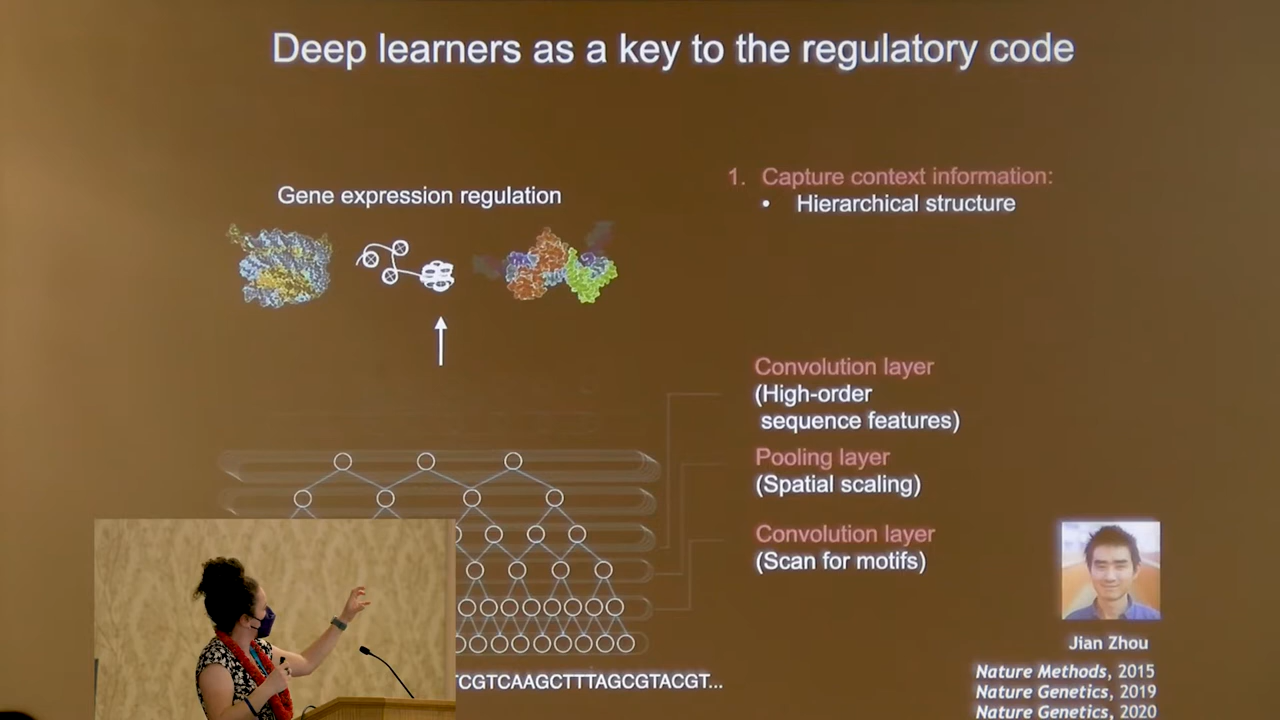 Deep learners as a key to the regulatory code
Gene expression regulation
1. Capture context information:
• Hierarchical structure
Convolution layer
(High-order
sequence features)
Pooling layer
(Spatial scaling)
Convolution layer
(Scan for motifs)
Jian Zhou
Nature Methods, 2015
Nature Genetics, 2019
Nature Genetics, 2020
TCGTCAAGCTTTAGCGTACGT...